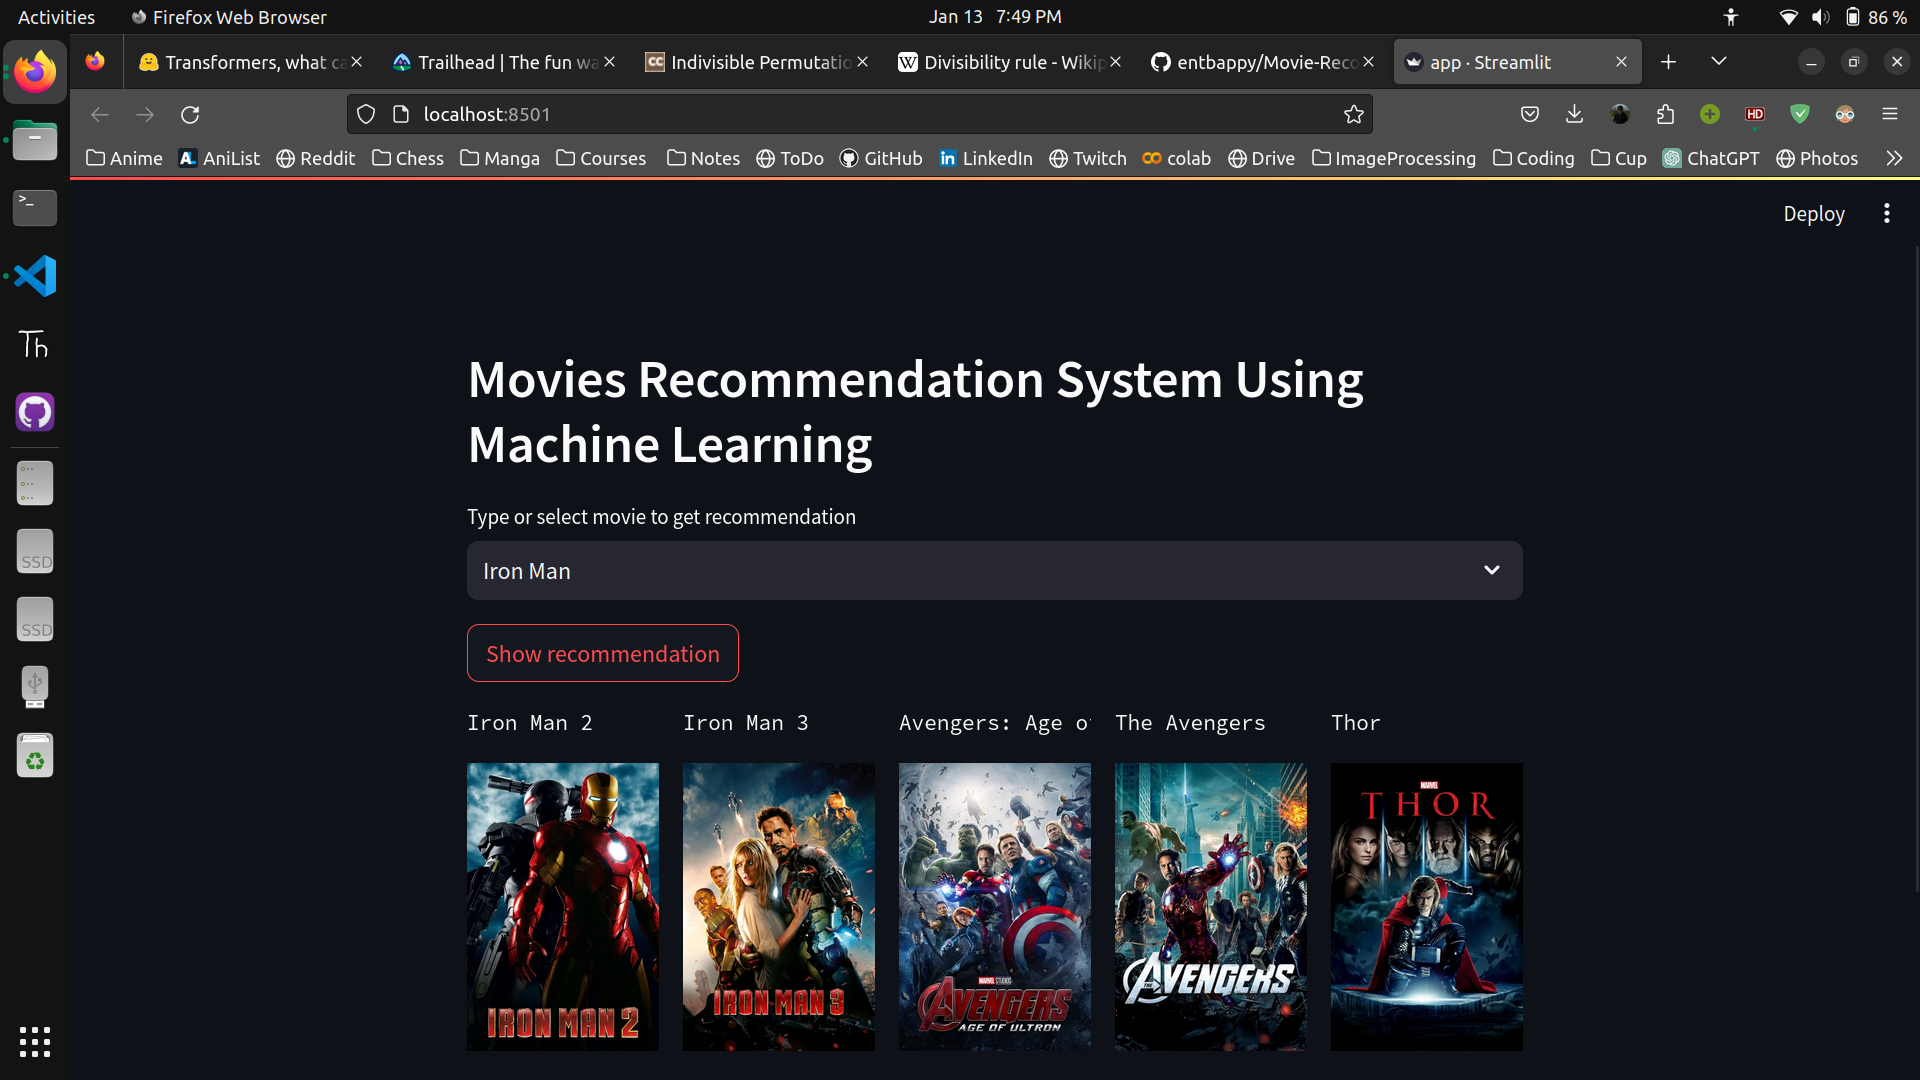 Activities
Firefox Web Browser
Jan 13 7:49 PM
86 %
Transformers, what ca
Trailhead | The fun wa
Indivisible Permutatio
Divisibility rule - Wikip
entbappy/Movie-Reco
app · Streamlit
localhost:8501
HD
Anime
AniList
Reddit
Chess
Manga
Courses
Notes
ToDo
GitHub
LinkedIn
Twitch
colab
Drive
ImageProcessing
Coding
Cup
ChatGPT
Photos
Deploy
Th
SSD
SSD
Movies Recommendation System Using
Machine Learning
Type or select movie to get recommendation
Iron Man
Show recommendation
Iron Man 2
Iron Man 3
Avengers: Age of
The Avengers
Thor
IRON MAN 2
IRON MAN 3
MARVEL STUDIOS
AVENGERS
AGE OF ULTRON
THE
AVENGERS
MARVEL
THOR